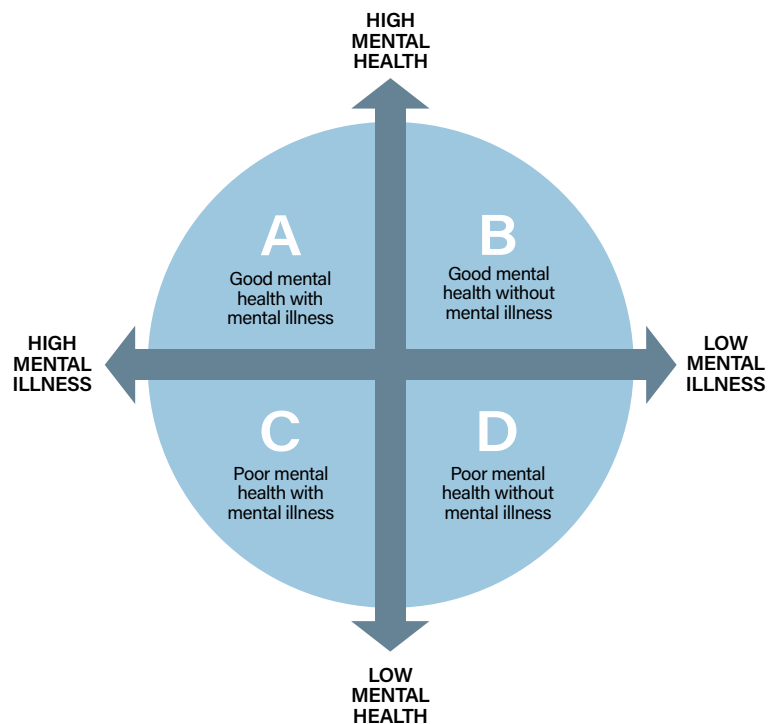 HIGH
MENTAL
HEALTH
A
Good mental
health with
mental illness
B
Good mental
health without
mental illness
HIGH
MENTAL
ILLNESS
LOW
MENTAL
ILLNESS
C
Poor mental
health with
mental illness
D
Poor mental
health without
mental illness
LOW
MENTAL
HEALTH